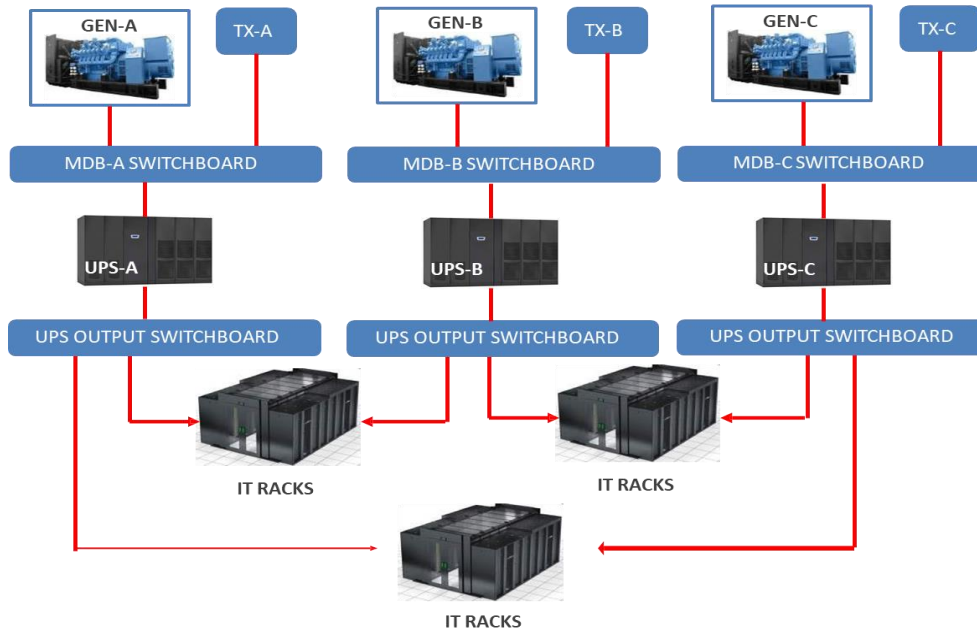 GEN-A
TX-A
GEN-B
TX-B
GEN-C
TX-C
MDB-A SWITCHBOARD
MDB-B SWITCHBOARD
MDB-C SWITCHBOARD
UPS-A
UPS-B
UPS-C
UPS OUTPUT SWITCHBOARD
UPS OUTPUT SWITCHBOARD
UPS OUTPUT SWITCHBOARD
IT RACKS
IT RACKS
IT RACKS